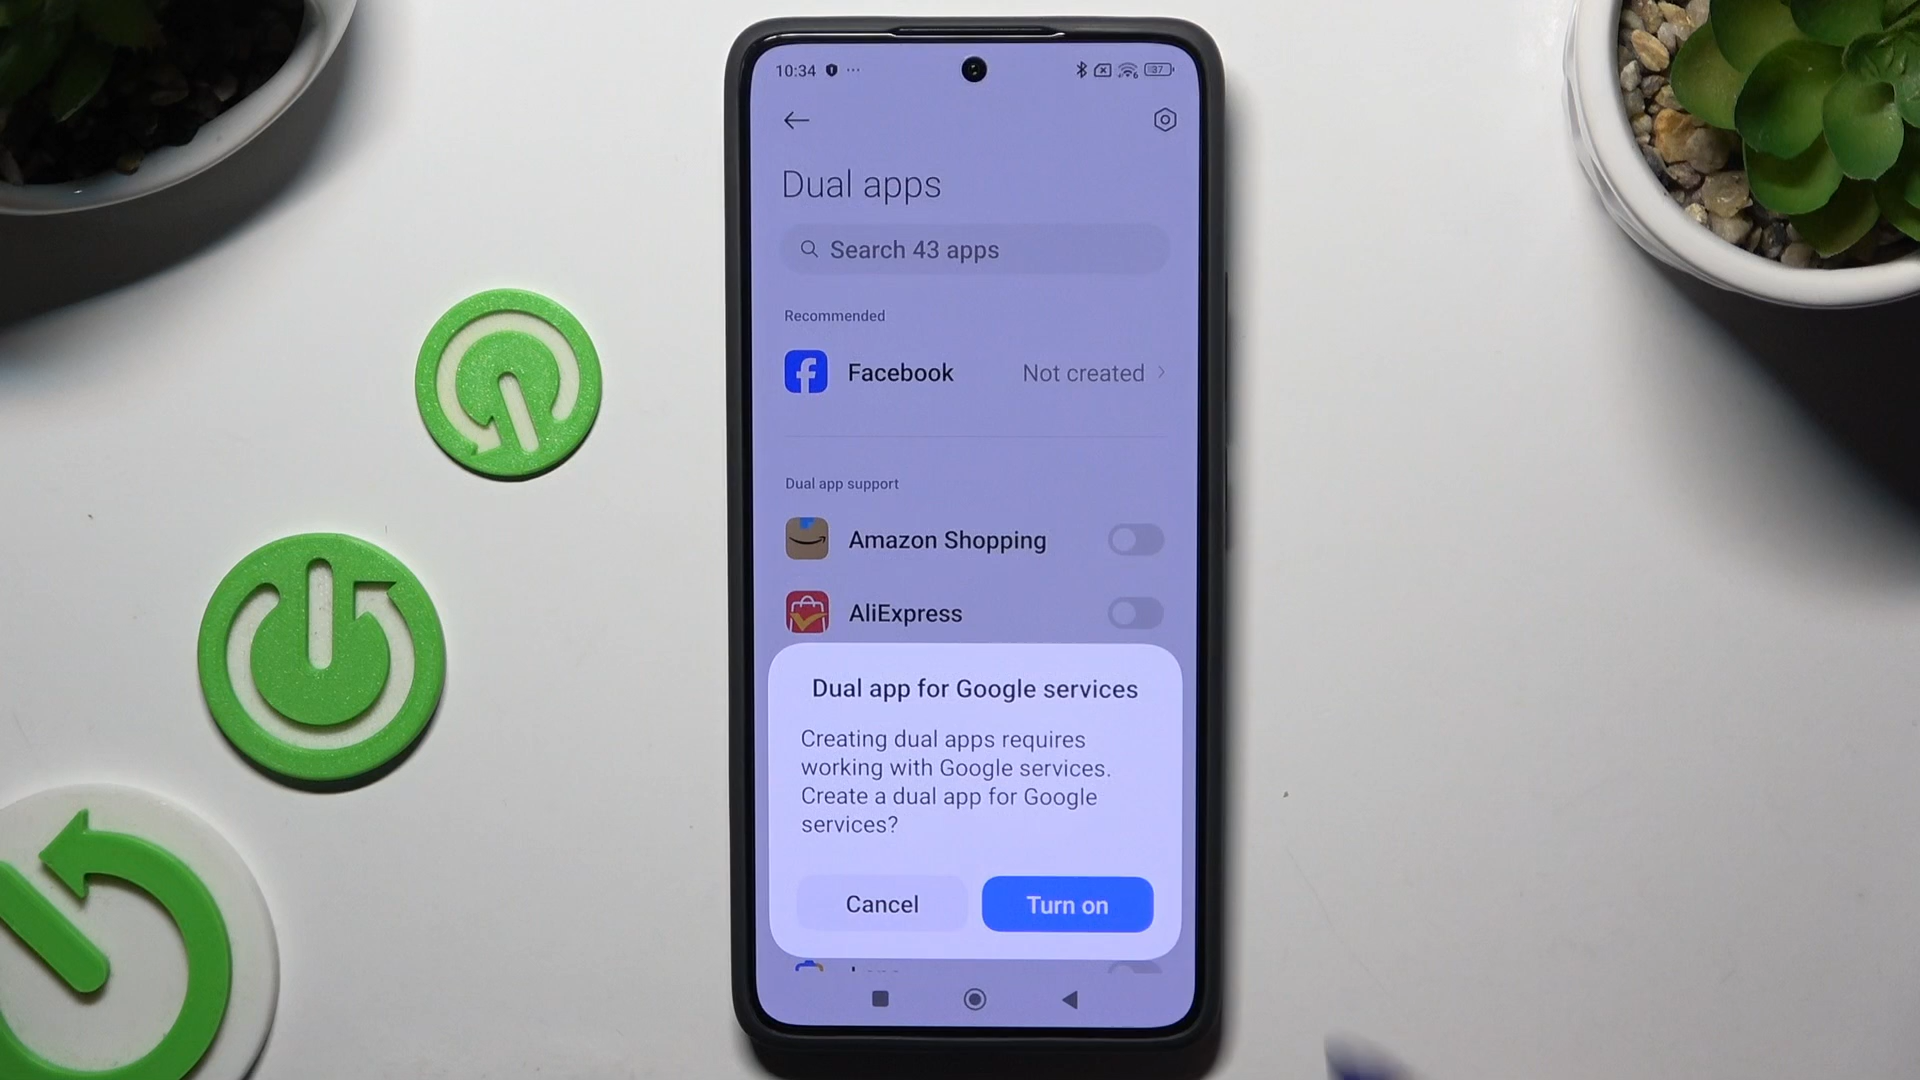 10:34
37
Dual apps
Search 43 apps
Recommended
Facebook Not created
Dual app support
Amazon Shopping
AliExpress
Dual app for Google services
Creating dual apps requires
working with Google services.
Create a dual app for Google
services?
Cancel Turn on